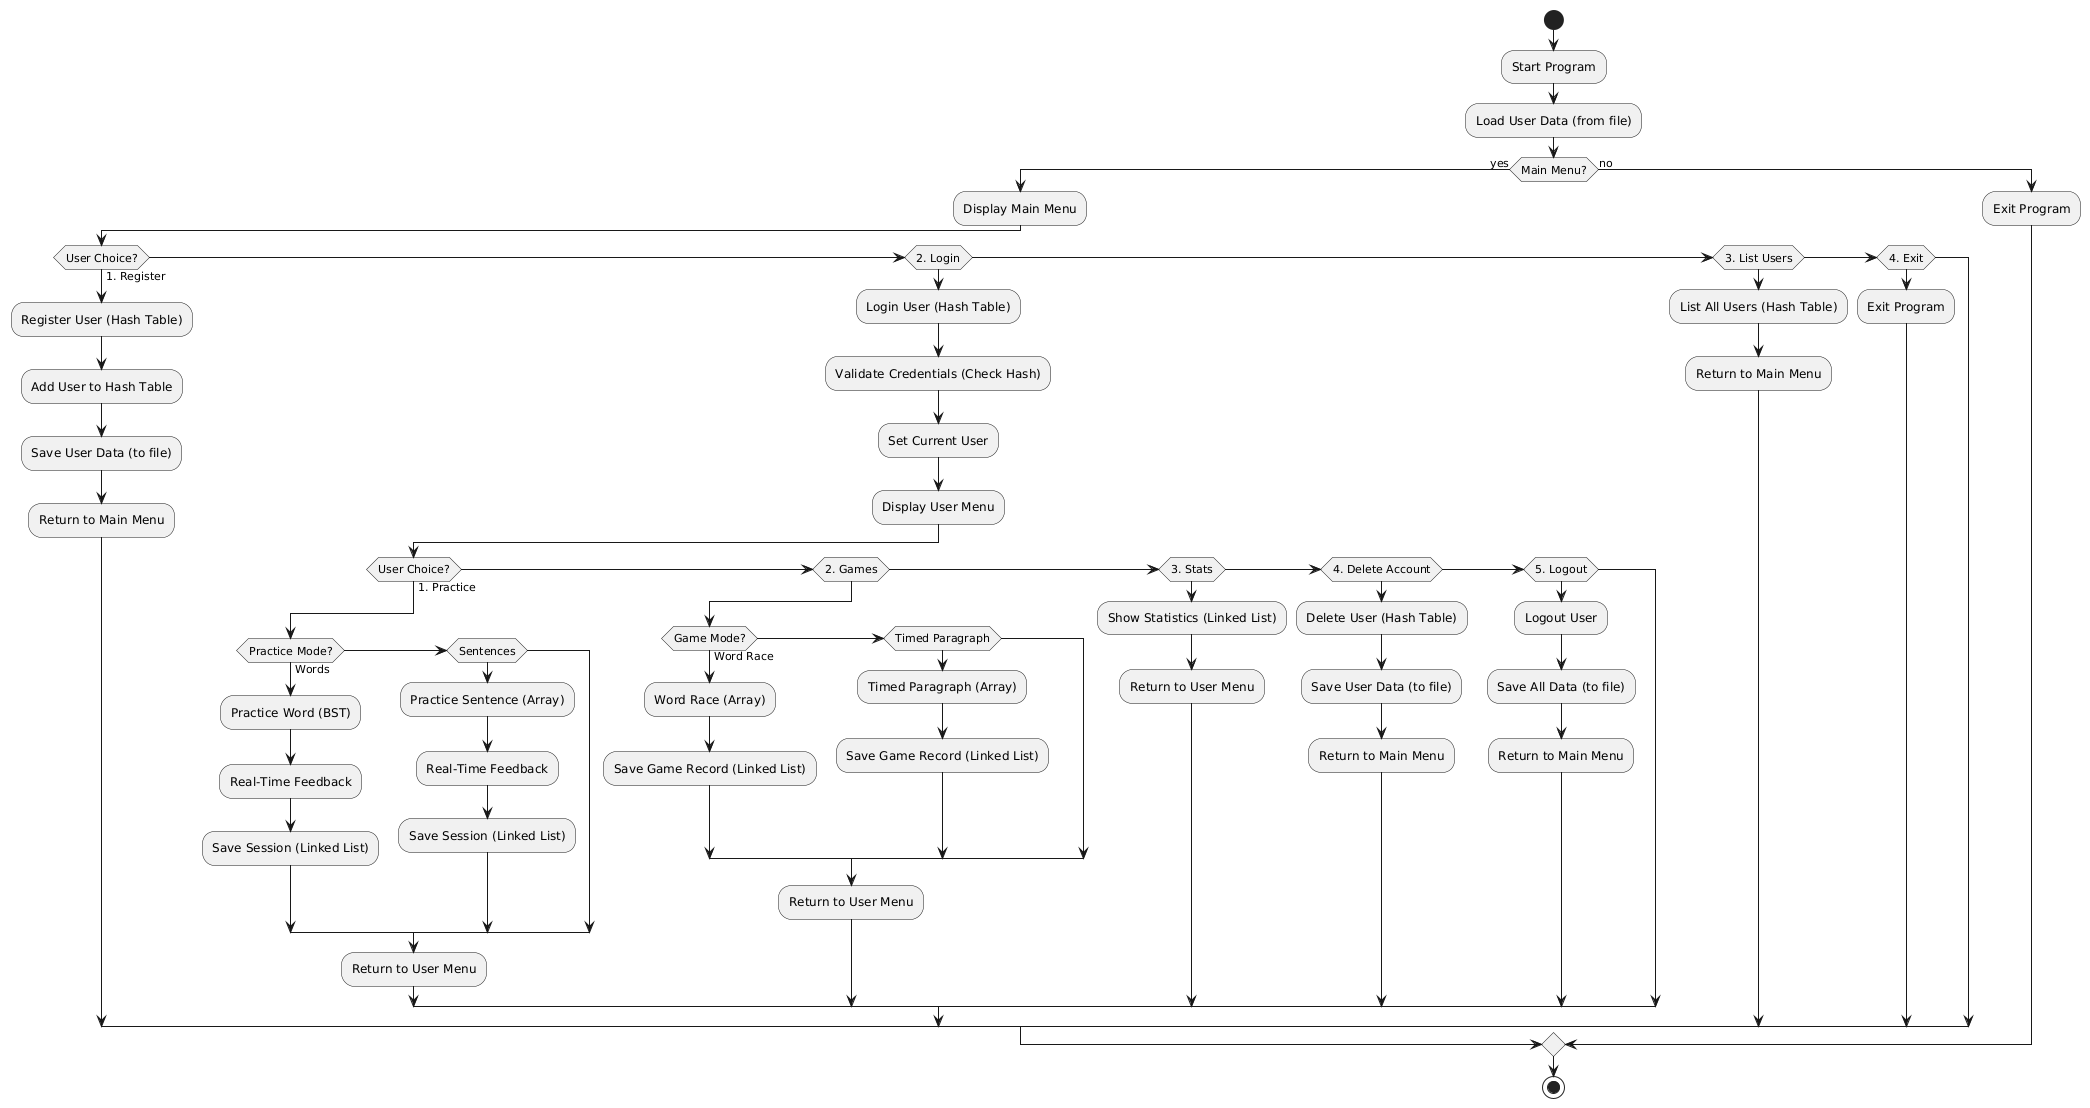 Start Program
Load User Data (from file)
yes
Main Menu?
no
Display Main Menu
Exit Program
User Choice?
1. Register
2. Login
3. List Users
4. Exit
Register User (Hash Table)
Login User (Hash Table)
List All Users (Hash Table)
Exit Program
Add User to Hash Table
Validate Credentials (Check Hash)
Return to Main Menu
Save User Data (to file)
Set Current User
Return to Main Menu
Display User Menu
User Choice?
1. Practice
2. Games
3. Stats
4. Delete Account
5. Logout
Practice Mode?
Words
Sentences
Game Mode?
Word Race
Timed Paragraph
Show Statistics (Linked List)
Delete User (Hash Table)
Logout User
Practice Word (BST)
Practice Sentence (Array)
Word Race (Array)
Timed Paragraph (Array)
Return to User Menu
Save User Data (to file)
Save All Data (to file)
Real-Time Feedback
Real-Time Feedback
Save Game Record (Linked List)
Save Game Record (Linked List)
Return to Main Menu
Return to Main Menu
Save Session (Linked List)
Save Session (Linked List)
Return to User Menu
Return to User Menu